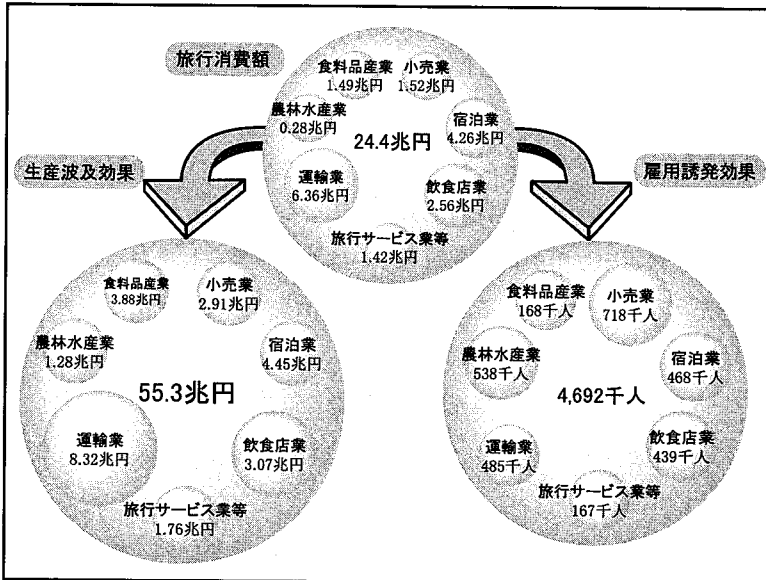 旅行消費額
食料品産業
1.49兆円
小売業
1.52兆円
農林水産業
0.28兆円
宿泊業
4.26兆円
24.4兆円
運輸業
6.36兆円
飲食店業
2.56兆円
旅行サービス業等
1.42兆円
生産波及効果
雇用誘発効果
食料品産業
3.88兆円
小売業
2.91兆円
農林水産業
1.28兆円
宿泊業
4.45兆円
55.3兆円
運輸業
8.32兆円
飲食店業
3.07兆円
旅行サービス業等
1.76兆円
食料品産業
168千人
小売業
718千人
農林水産業
538千人
宿泊業
468千人
4,692千人
運輸業
485千人
飲食店業
439千人
旅行サービス業等
167千人